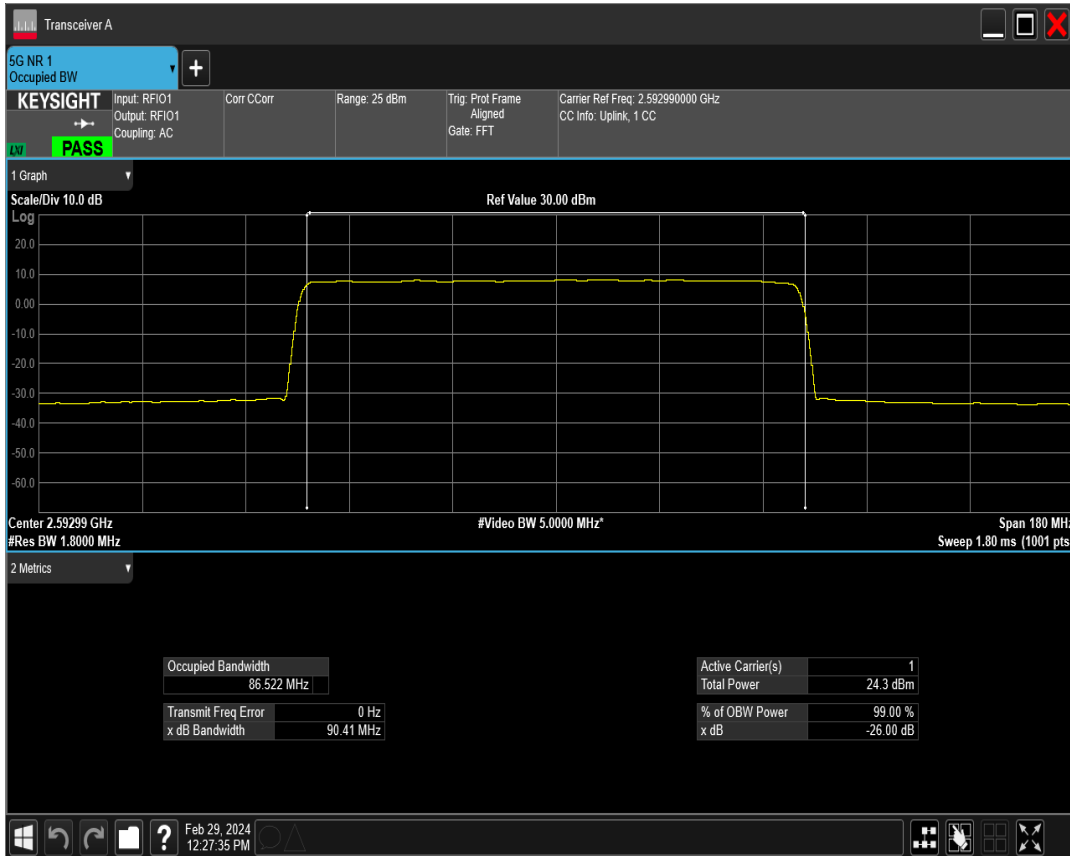 Transceiver A
5G NR 1
Occupied BW
+
KEYSIGHT
LXI
PASS
Input: RFIO1
Output: RFIO1
Coupling: AC
Corr CCorr
Range: 25 dBm
Trig: Prot Frame
Aligned
Gate: FFT
Carrier Ref Freq: 2.592990000 GHz
CC Info: Uplink, 1 CC
1 Graph
Scale/Div 10.0 dB
Ref Value 30.00 dBm
Log
20.0
10.0
0.00
-10.0
-20.0
-30.0
-40.0
-50.0
-60.0
Center 2.59299 GHz
#Video BW 5.0000 MHz*
Span 180 MHz
#Res BW 1.8000 MHz
Sweep 1.80 ms (1001 pts
2 Metrics
Occupied Bandwidth
86.522 MHz
Transmit Freq Error 0 Hz
x dB Bandwidth 90.41 MHz
Active Carrier(s) 1
Total Power 24.3 dBm
% of OBW Power 99.00 %
x dB -26.00 dB
?
Feb 29, 2024
12:27:35 PM